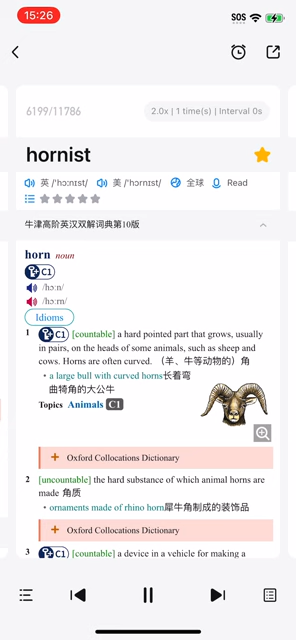 15:26
SOS
6199/11786
2.0x | 1 time(s) | Interval 0s
hornist
英 /'hɔːnɪst/ 美 /'hɔːrnɪst/ 全球 Read
牛津高阶英汉双解词典第10版
horn noun
C1
/hɔːn/
/hɔːrn/
Idioms
1 C1 [countable] a hard pointed part that grows, usually
in pairs, on the heads of some animals, such as sheep and
cows. Horns are often curved. （羊、牛等动物的）角
• a large bull with curved horns长着弯
曲犄角的大公牛
Topics Animals C1
+ Oxford Collocations Dictionary
2 [uncountable] the hard substance of which animal horns are
made 角质
• ornaments made of rhino horn犀牛角制成的装饰品
+ Oxford Collocations Dictionary
3 C1 [countable] a device in a vehicle for making a